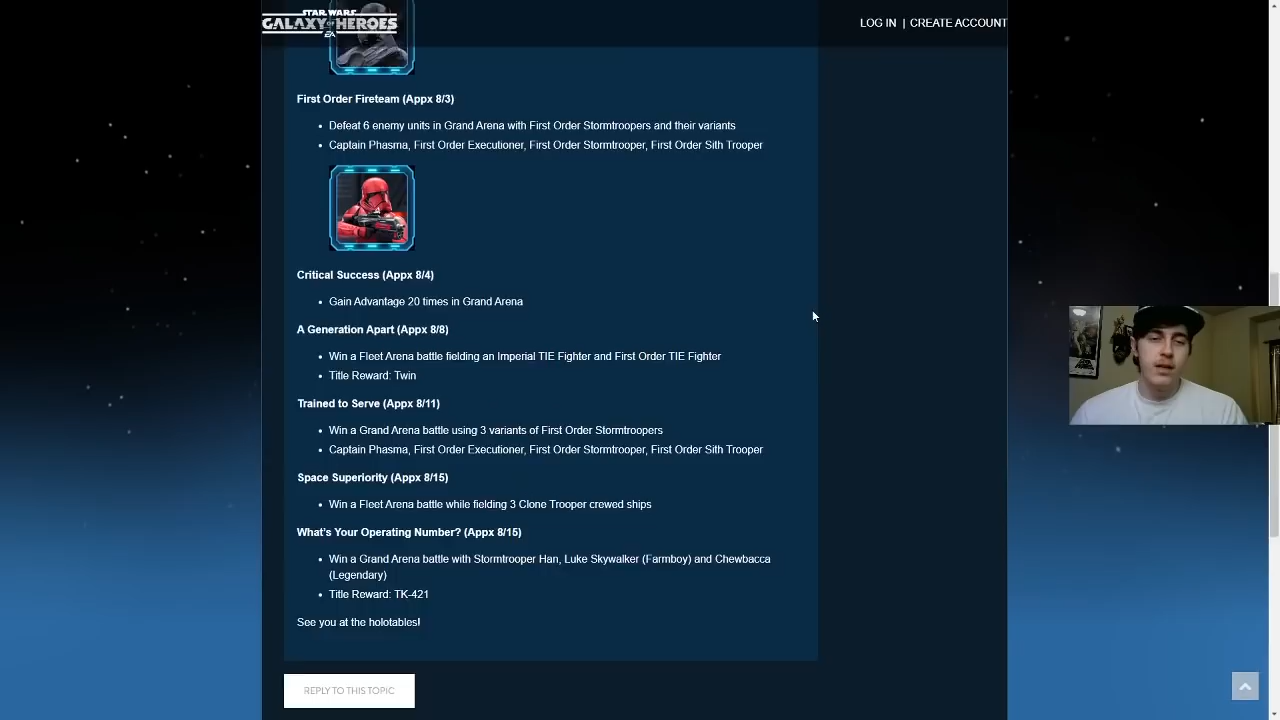 STAR WARS
GALAXY OF HEROES
EA
LOG IN | CREATE ACCOUNT
First Order Fireteam (Appx 8/3)
• Defeat 6 enemy units in Grand Arena with First Order Stormtroopers and their variants
• Captain Phasma, First Order Executioner, First Order Stormtrooper, First Order Sith Trooper
Critical Success (Appx 8/4)
• Gain Advantage 20 times in Grand Arena
A Generation Apart (Appx 8/8)
• Win a Fleet Arena battle fielding an Imperial TIE Fighter and First Order TIE Fighter
• Title Reward: Twin
Trained to Serve (Appx 8/11)
• Win a Grand Arena battle using 3 variants of First Order Stormtroopers
• Captain Phasma, First Order Executioner, First Order Stormtrooper, First Order Sith Trooper
Space Superiority (Appx 8/15)
• Win a Fleet Arena battle while fielding 3 Clone Trooper crewed ships
What's Your Operating Number? (Appx 8/15)
• Win a Grand Arena battle with Stormtrooper Han, Luke Skywalker (Farmboy) and Chewbacca
(Legendary)
• Title Reward: TK-421
See you at the holotables!
REPLY TO THIS TOPIC